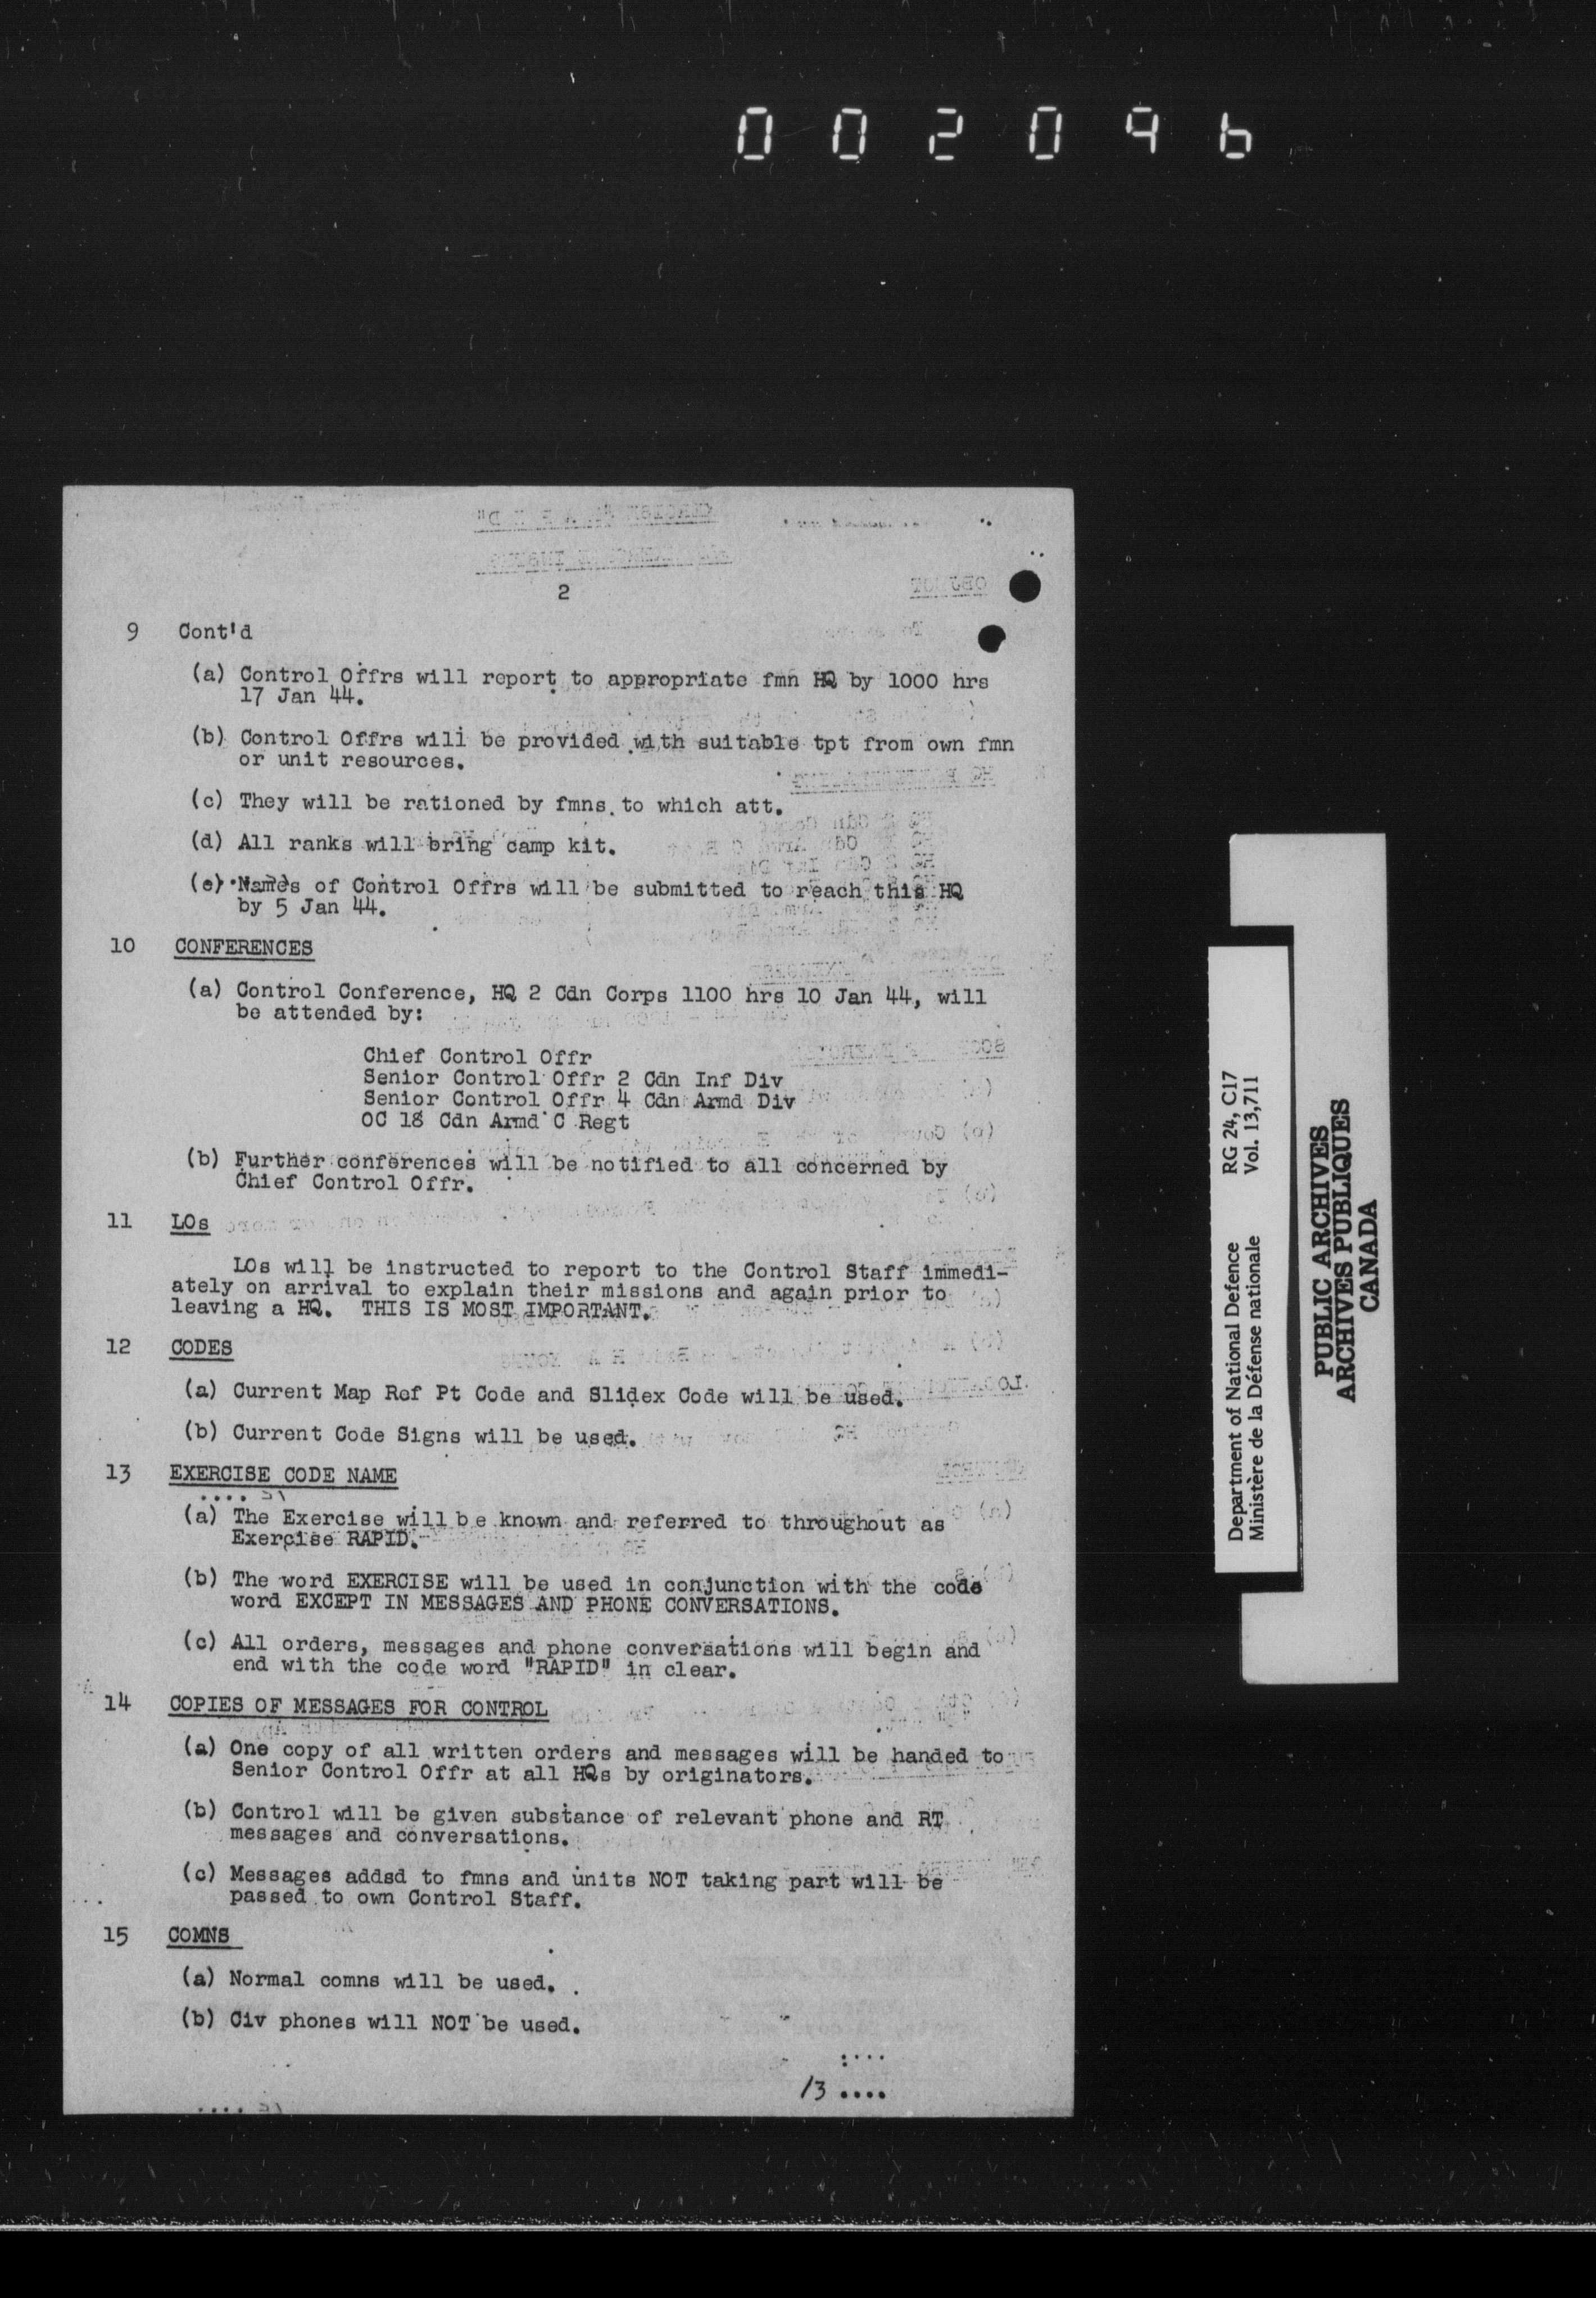 002096
2
9 Cont'd
(a) Control Offrs will report to appropriate fmn HQ by 1000 hrs
17 Jan 44.
(b) Control Offrs will be provided with suitable tpt from own fmn
or unit resources.
(c) They will be rationed by fmns to which att.
(d) All ranks will bring camp kit.
(e) Names of Control Offrs will be submitted to reach this HQ
by 5 Jan 44.
10 CONFERENCES
(a) Control Conference, HQ 2 Cdn Corps 1100 hrs 10 Jan 44, will
be attended by:
Chief Control Offr
Senior Control Offr 2 Cdn Inf Div
Senior Control Offr 4 Cdn Armd Div
OC 18 Cdn Armd C Regt
(b) Further conferences will be notified to all concerned by
Chief Control Offr.
11 LOs
LOs will be instructed to report to the Control Staff immedi-
ately on arrival to explain their missions and again prior to
leaving a HQ. THIS IS MOST IMPORTANT.
12 CODES
(a) Current Map Ref Pt Code and Slidex Code will be used.
(b) Current Code Signs will be used.
13 EXERCISE CODE NAME
(a) The Exercise will be known and referred to throughout as
Exercise RAPID.
(b) The word EXERCISE will be used in conjunction with the code
word EXCEPT IN MESSAGES AND PHONE CONVERSATIONS.
(c) All orders, messages and phone conversations will begin and
end with the code word "RAPID" in clear.
14 COPIES OF MESSAGES FOR CONTROL
(a) One copy of all written orders and messages will be handed to
Senior Control Offr at all HQs by originators.
(b) Control will be given substance of relevant phone and RT
messages and conversations.
(c) Messages addsd to fmns and units NOT taking part will be
passed to own Control Staff.
15 COMNS
(a) Normal comns will be used.
(b) Civ phones will NOT be used.
/3 ....
Department of National Defence RG 24, C17
Ministère de la Défense nationale Vol. 13,711
PUBLIC ARCHIVES
ARCHIVES PUBLIQUES
CANADA